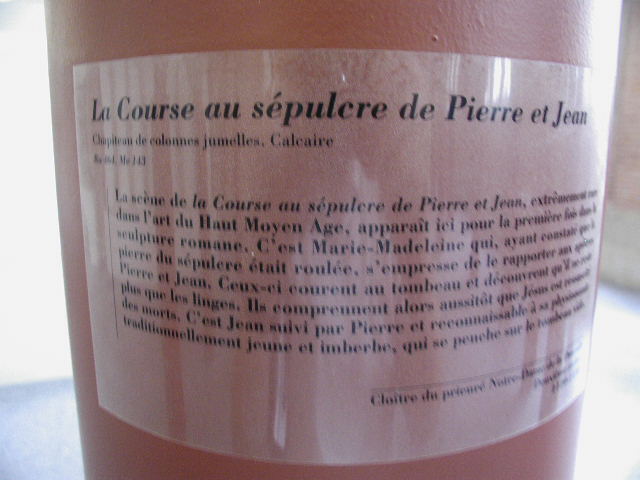 La Course au sépulcre de Pierre et Jean
Chapiteau de colonnes jumelles. Calcaire
La scène de la Course au sépulcre de Pierre et Jean, extrêmement rare
dans l'art du Haut Moyen Age, apparaît ici pour la première fois dans la
sculpture romane. C'est Marie-Madeleine qui, ayant constaté que la
pierre du sépulcre était roulée, s'empresse de le rapporter aux apôtres
Pierre et Jean. Ceux-ci courent au tombeau et découvrent qu'il ne reste
plus que les linges. Ils comprennent alors aussitôt que Jésus est ressuscité
des morts. C'est Jean suivi par Pierre et reconnaissable à sa physionomie
traditionnellement jeune et imberbe, qui se penche sur le tombeau vide.
Cloître du prieuré Notre-Dame de la